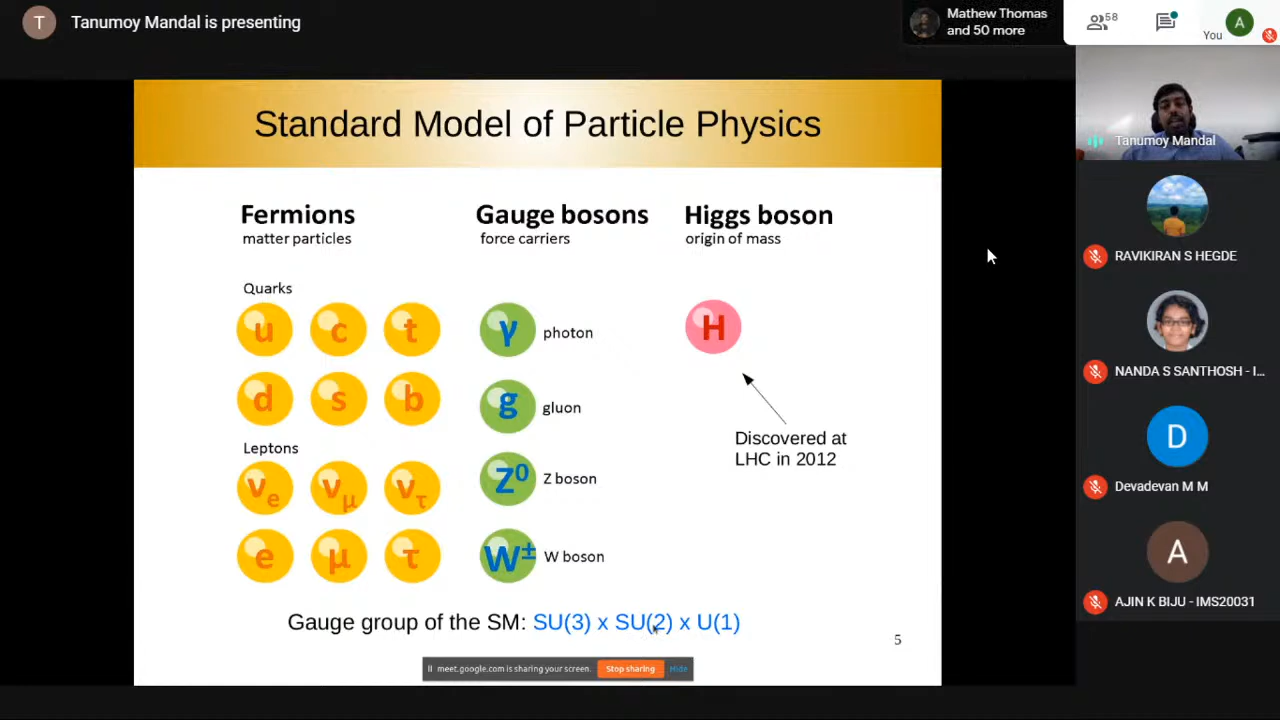 T
Tanumoy Mandal is presenting
Mathew Thomas
and 50 more
58
You
A
Standard Model of Particle Physics
Fermions
matter particles
Gauge bosons
force carriers
Higgs boson
origin of mass
Quarks
u c t
d s b
Leptons
νe νμ ντ
e μ τ
γ photon
g gluon
Z⁰ Z boson
W± W boson
H
Discovered at
LHC in 2012
Gauge group of the SM: SU(3) x SU(2) x U(1)
5
meet.google.com is sharing your screen. Stop sharing Hide
Tanumoy Mandal
RAVIKIRAN S HEGDE
NANDA S SANTHOSH - I...
D
Devadevan M M
A
AJIN K BIJU - IMS20031